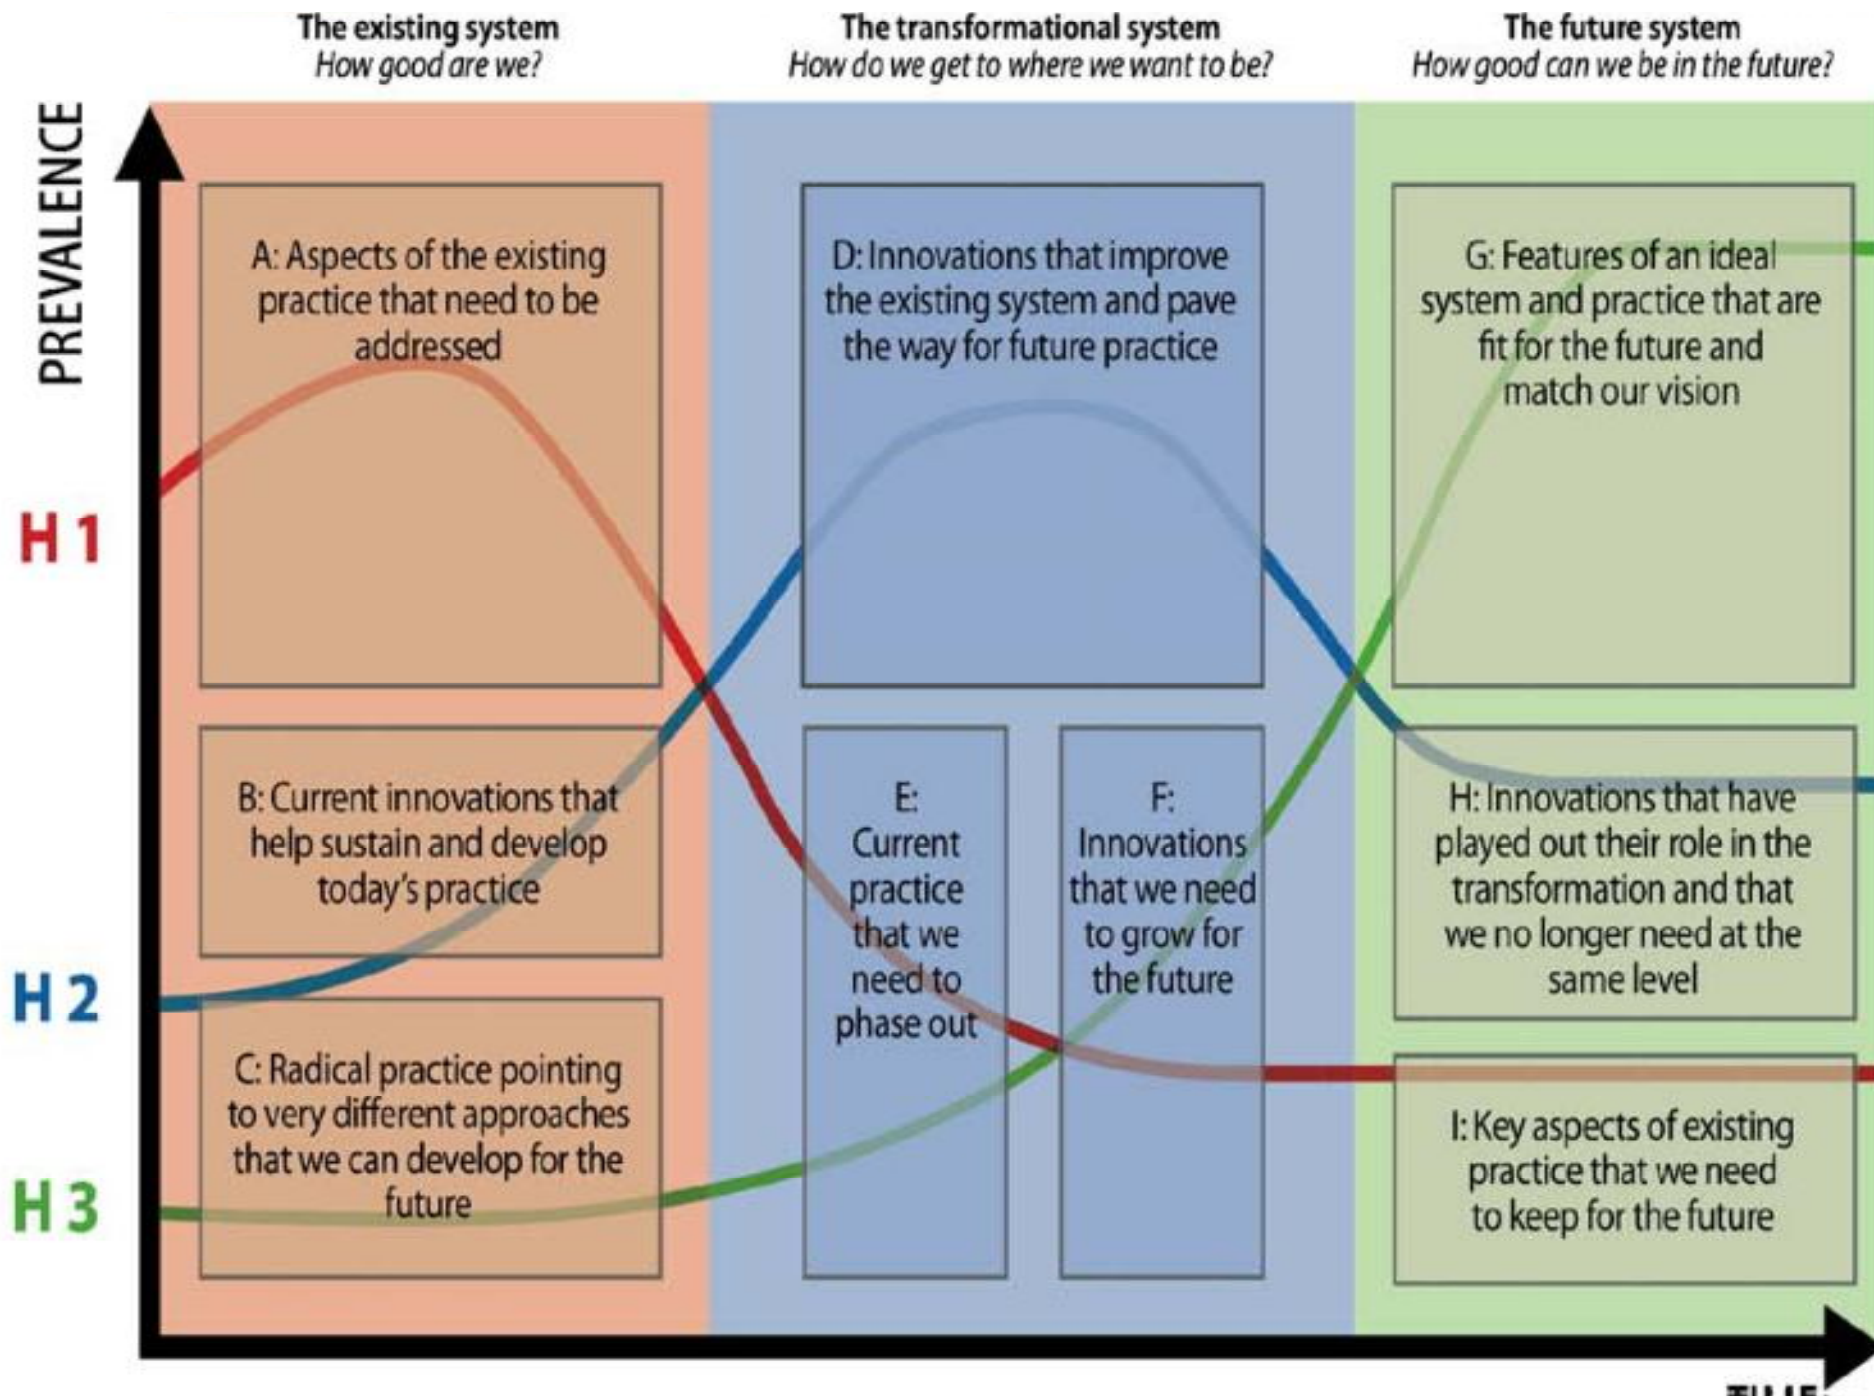 The existing system
How good are we?
The transformational system
How do we get to where we want to be?
The future system
How good can we be in the future?
PREVALENCE
A: Aspects of the existing
practice that need to be
addressed
D: Innovations that improve
the existing system and pave
the way for future practice
G: Features of an ideal
system and practice that are
fit for the future and
match our vision
H 1
B: Current innovations that
help sustain and develop
today's practice
E:
Current
practice
that we
need to
phase out
F:
Innovations
that we need
to grow for
the future
H: Innovations that have
played out their role in the
transformation and that
we no longer need at the
same level
H 2
C: Radical practice pointing
to very different approaches
that we can develop for the
future
I: Key aspects of existing
practice that we need
to keep for the future
H 3
TIME